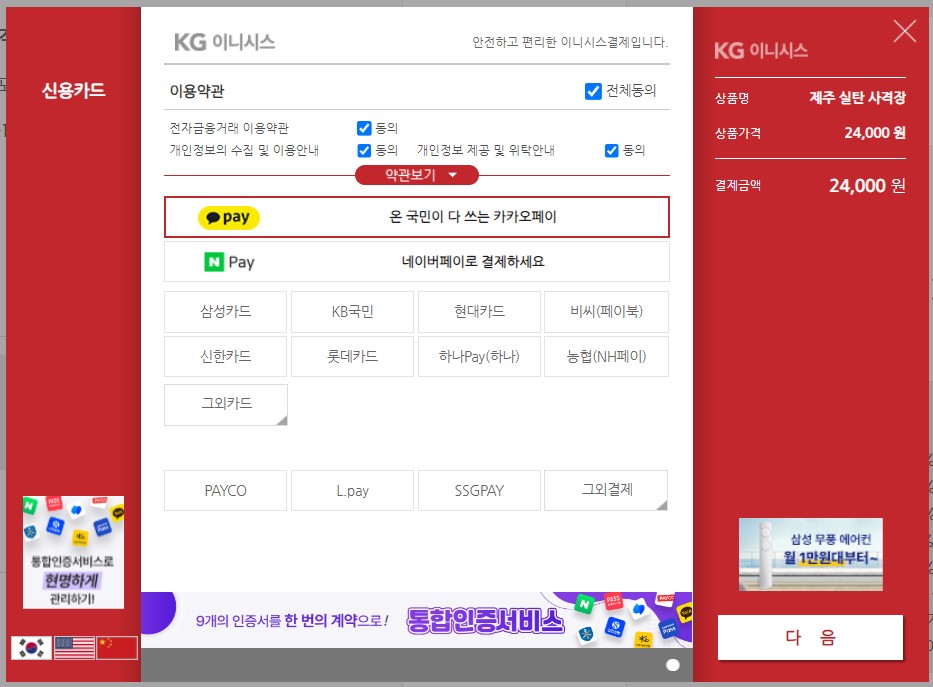 신용카드
KG 이니시스
안전하고 편리한 이니시스결제입니다.
이용약관
전체동의
전자금융거래 이용약관
동의
개인정보의 수집 및 이용안내
동의
개인정보 제공 및 위탁안내
동의
약관보기
pay
온 국민이 다 쓰는 카카오페이
N Pay
네이버페이로 결제하세요
삼성카드
KB국민
현대카드
비씨(페이북)
신한카드
롯데카드
하나Pay(하나)
농협(NH페이)
그외카드
PAYCO
L.pay
SSGPAY
그외결제
9개의 인증서를 한 번의 계약으로! 통합인증서비스
통합인증서비스로
현명하게
관리하기!
KG 이니시스
상품명
제주 실탄 사격장
상품가격
24,000 원
결제금액
24,000 원
삼성 무풍 에어컨
월 1만원대부터~
다 음